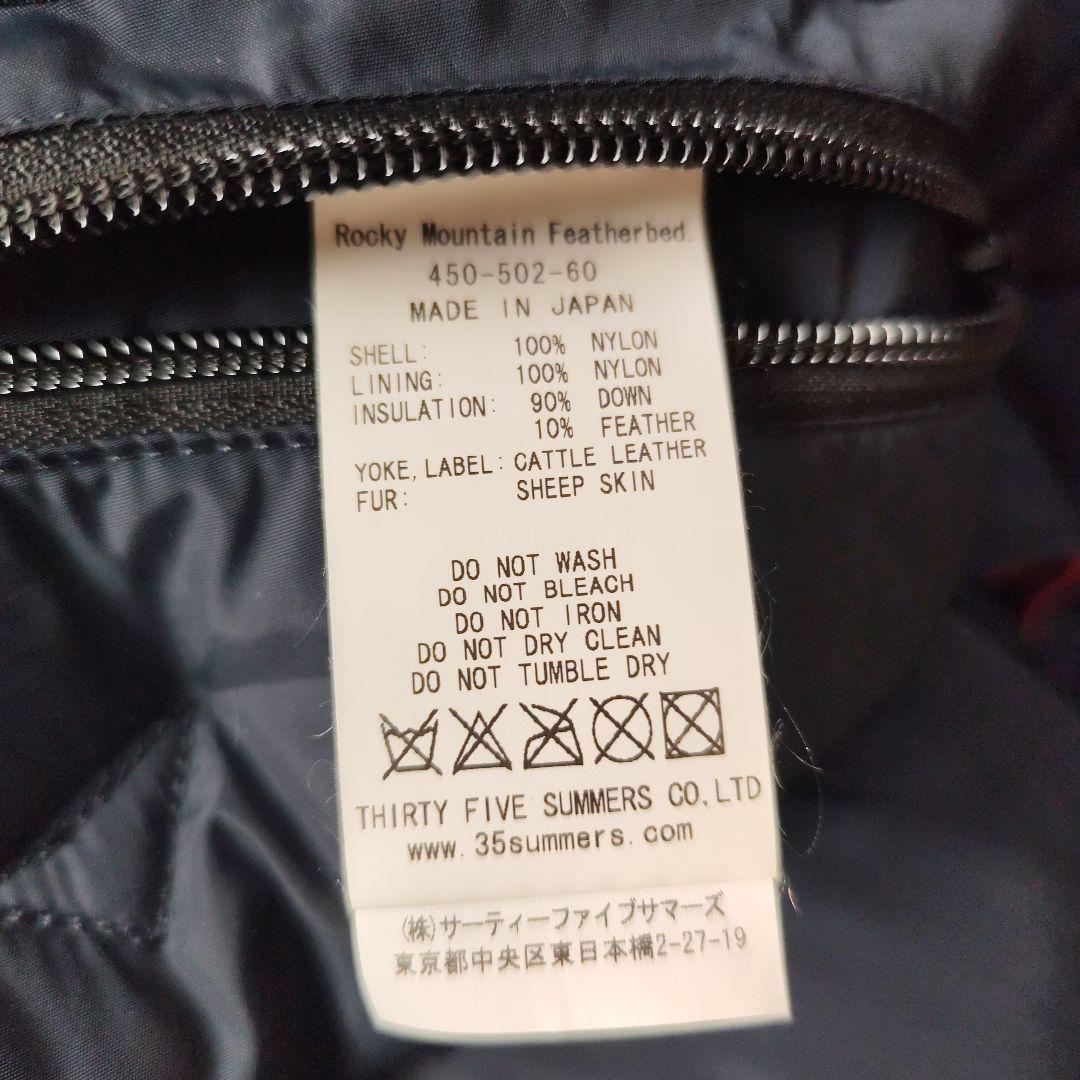 Rocky Mountain Featherbed.
450-502-60
MADE IN JAPAN
SHELL: 100% NYLON
LINING: 100% NYLON
INSULATION: 90% DOWN
10% FEATHER
YOKE, LABEL: CATTLE LEATHER
FUR: SHEEP SKIN
DO NOT WASH
DO NOT BLEACH
DO NOT IRON
DO NOT DRY CLEAN
DO NOT TUMBLE DRY
THIRTY FIVE SUMMERS CO, LTD
www. 35summers. com
(株)サーティーファイブサマーズ
東京都中央区東日本橋2-27-19